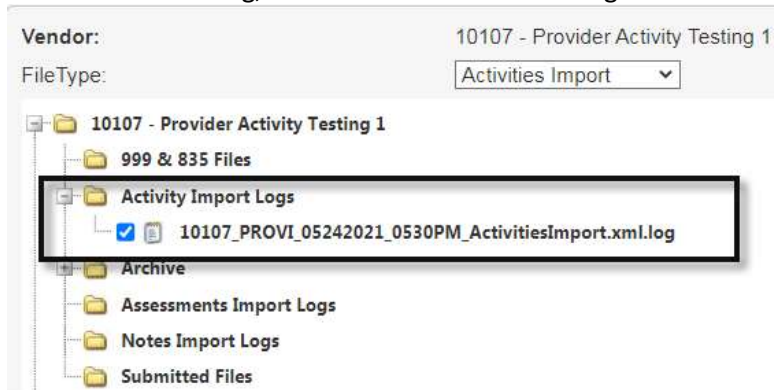 Vendor: 10107 - Provider Activity Testing 1
FileType: Activities Import
10107 - Provider Activity Testing 1
999 & 835 Files
Activity Import Logs
10107_PROVI_05242021_0530PM_ActivitiesImport.xml.log
Archive
Assessments Import Logs
Notes Import Logs
Submitted Files